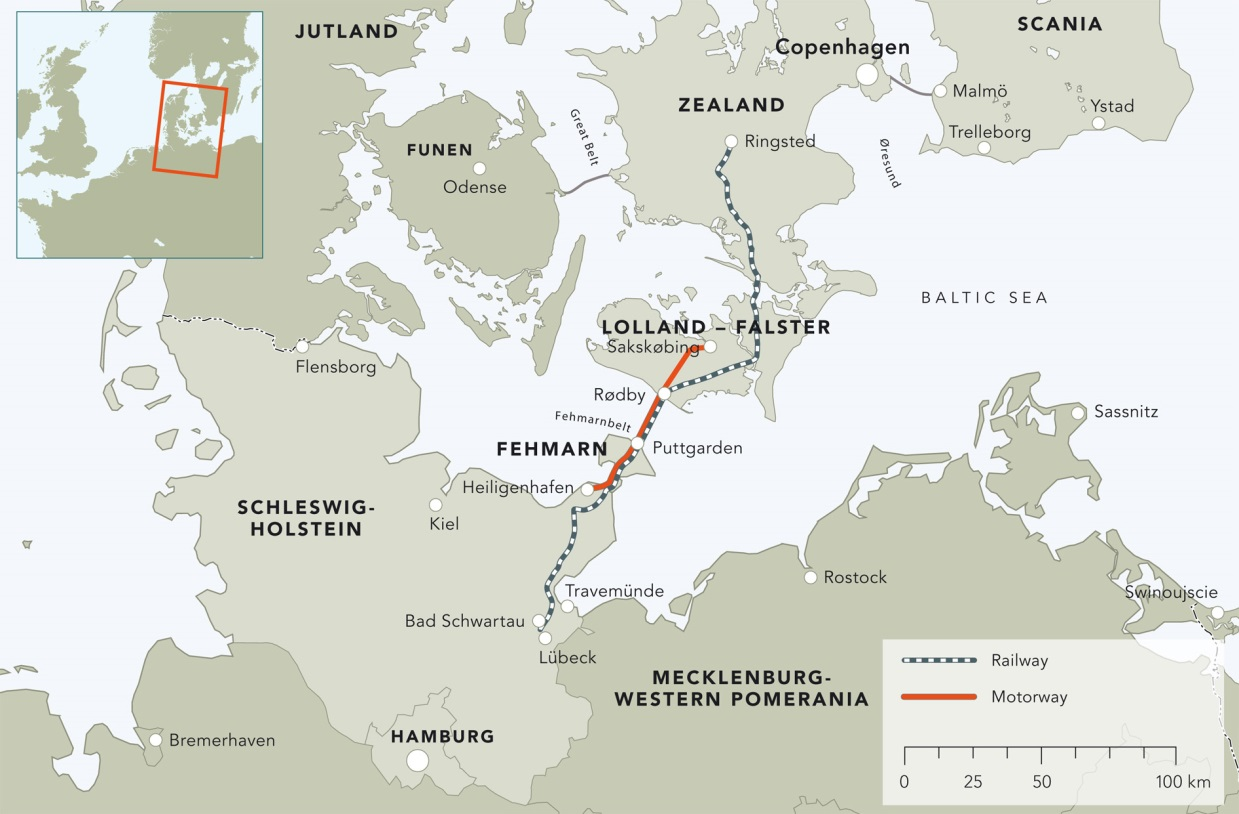 JUTLAND
SCANIA
Copenhagen
Malmö
Ystad
ZEALAND
Trelleborg
Great Belt
Ringsted
FUNEN
Øresund
Odense
BALTIC SEA
LOLLAND – FALSTER
Sakskøbing
Flensborg
Rødby
Sassnitz
Fehmarnbelt
FEHMARN
Puttgarden
Heiligenhafen
SCHLESWIG-
HOLSTEIN
Kiel
Rostock
Travemünde
Swinoujscie
Bad Schwartau
Lübeck
MECKLENBURG-
WESTERN POMERANIA
HAMBURG
Bremerhaven
Railway
Motorway
0 25 50 100 km